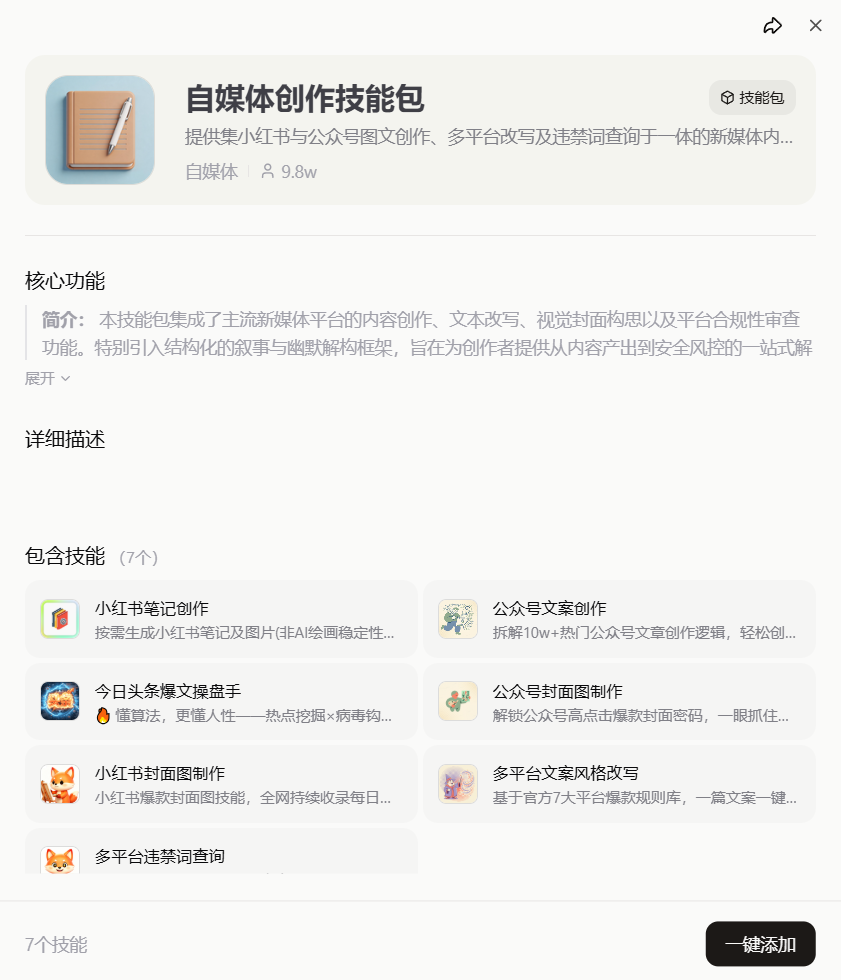 自媒体创作技能包
技能包
提供集小红书与公众号图文创作、多平台改写及违禁词查询于一体的新媒体内...
自媒体
9.8w
核心功能
简介： 本技能包集成了主流新媒体平台的内容创作、文本改写、视觉封面构思以及平台合规性审查
功能。特别引入结构化的叙事与幽默解构框架，旨在为创作者提供从内容产出到安全风控的一站式解
展开
详细描述
包含技能 （7个）
小红书笔记创作
按需生成小红书笔记及图片(非AI绘画稳定性...
公众号文案创作
拆解10w+热门公众号文章创作逻辑，轻松创...
今日头条爆文操盘手
🔥 懂算法，更懂人性——热点挖掘×病毒钩...
公众号封面图制作
解锁公众号高点击爆款封面密码，一眼抓住...
小红书封面图制作
小红书爆款封面图技能，全网持续收录每日...
多平台文案风格改写
基于官方7大平台爆款规则库，一篇文案一键...
多平台违禁词查询
7个技能
一键添加